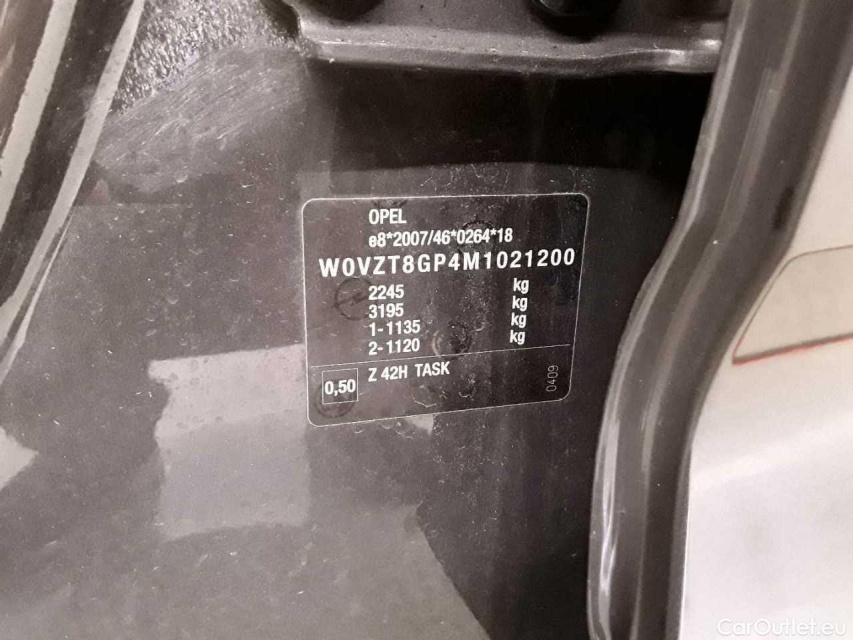 OPEL
e8*2007/46*0264*18
W0VZT8GP4M1021200
2245 kg
3195 kg
1-1135 kg
2-1120 kg
0,50 Z 42H TASK
0409
CarOutlet.eu